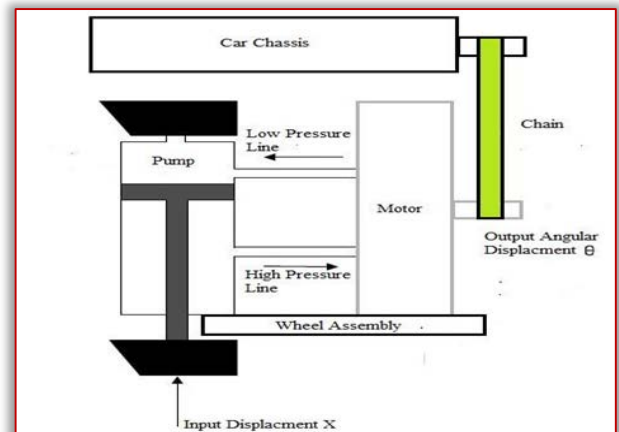 Car Chassis
Chain
Low Pressure
Line
Pump
Motor
Output Angular
Displacment θ
High Pressure
Line
Wheel Assembly
Input Displacment X